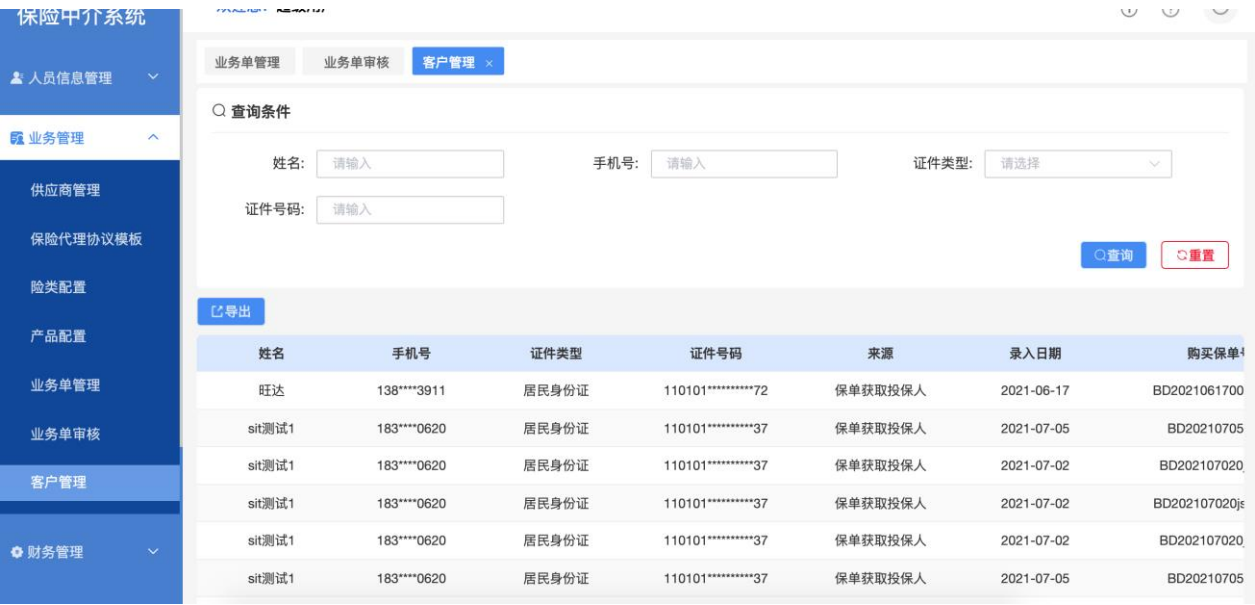 保险中介系统
人员信息管理
业务管理
供应商管理
保险代理协议模板
险类配置
产品配置
业务单管理
业务单审核
客户管理
财务管理
业务单管理 业务单审核 客户管理 ×
查询条件
姓名: 请输入 手机号: 请输入 证件类型: 请选择
证件号码: 请输入
查询 重置
导出
姓名 手机号 证件类型 证件号码 来源 录入日期 购买保单
旺达 138****3911 居民身份证 110101**********72 保单获取投保人 2021-06-17 BD2021061700
sit测试1 183****0620 居民身份证 110101**********37 保单获取投保人 2021-07-05 BD20210705
sit测试1 183****0620 居民身份证 110101**********37 保单获取投保人 2021-07-02 BD202107020
sit测试1 183****0620 居民身份证 110101**********37 保单获取投保人 2021-07-02 BD202107020js
sit测试1 183****0620 居民身份证 110101**********37 保单获取投保人 2021-07-02 BD202107020
sit测试1 183****0620 居民身份证 110101**********37 保单获取投保人 2021-07-05 BD20210705